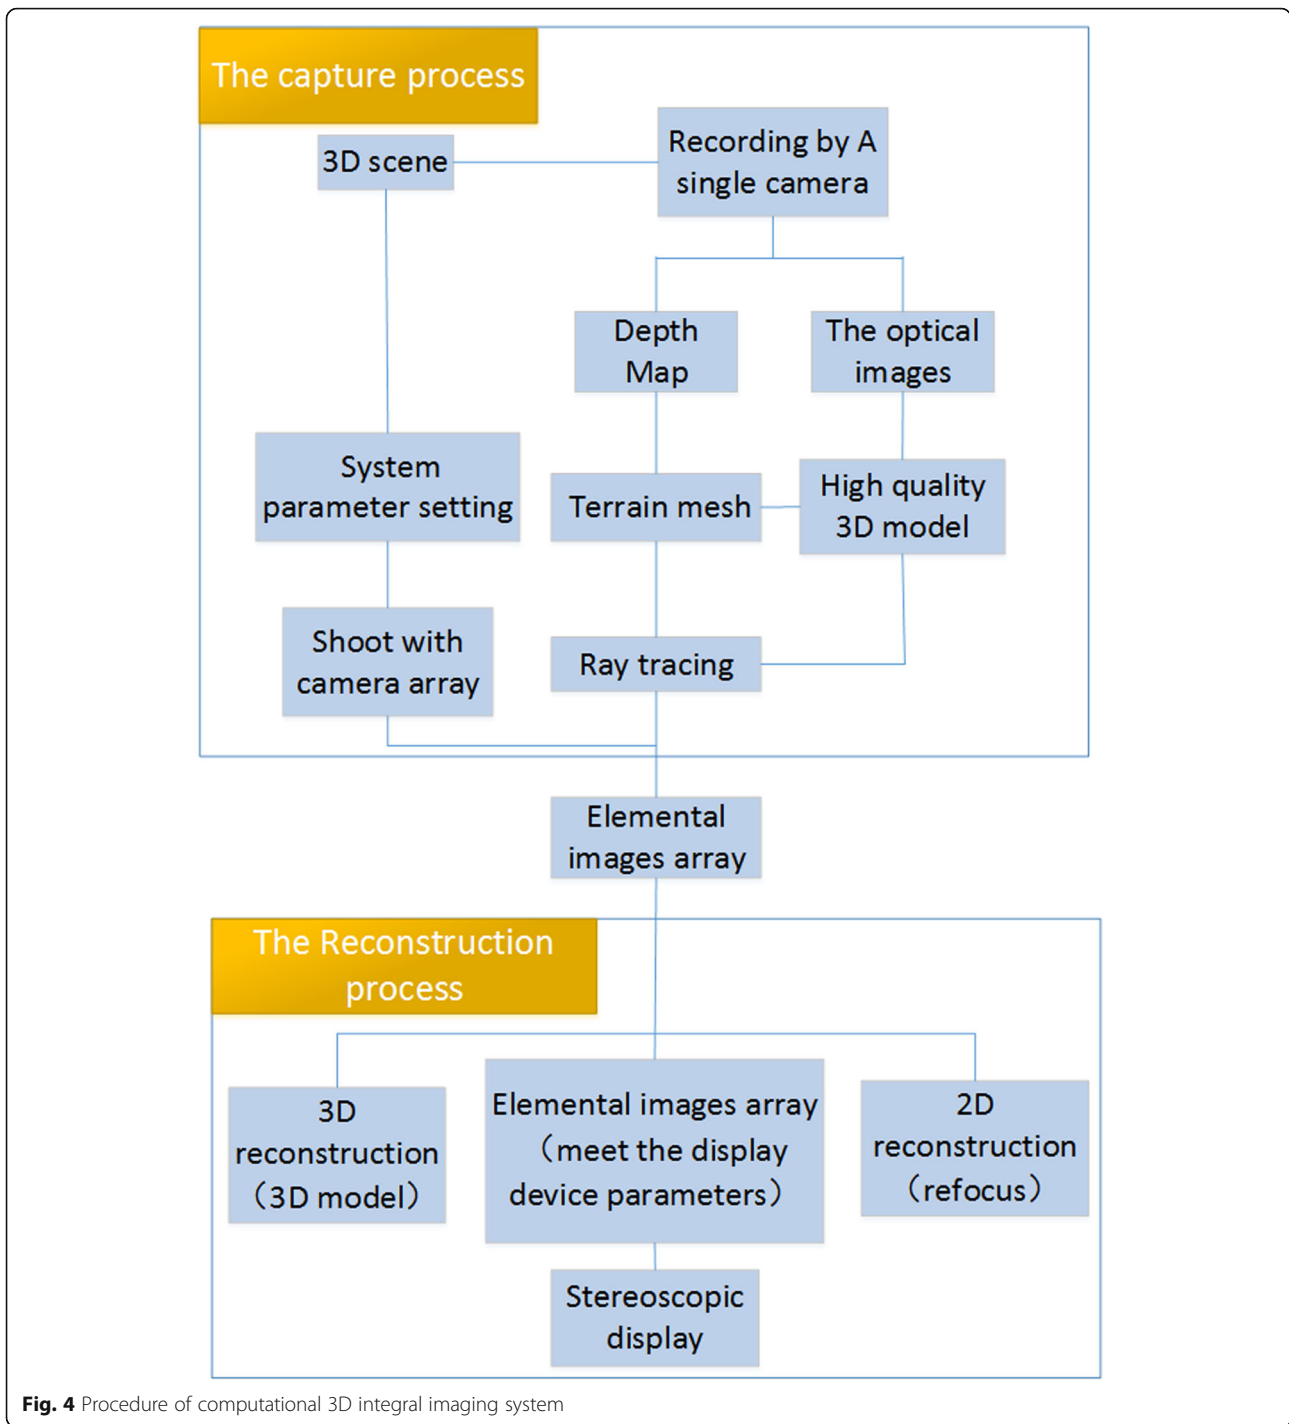 The capture process
3D scene
Recording by A
single camera
Depth
Map
The optical
images
System
parameter setting
Terrain mesh
High quality
3D model
Shoot with
camera array
Ray tracing
Elemental
images array
The Reconstruction
process
3D
reconstruction
（3D model）
Elemental images array
（meet the display
device parameters）
2D
reconstruction
（refocus）
Stereoscopic
display
Fig. 4 Procedure of computational 3D integral imaging system